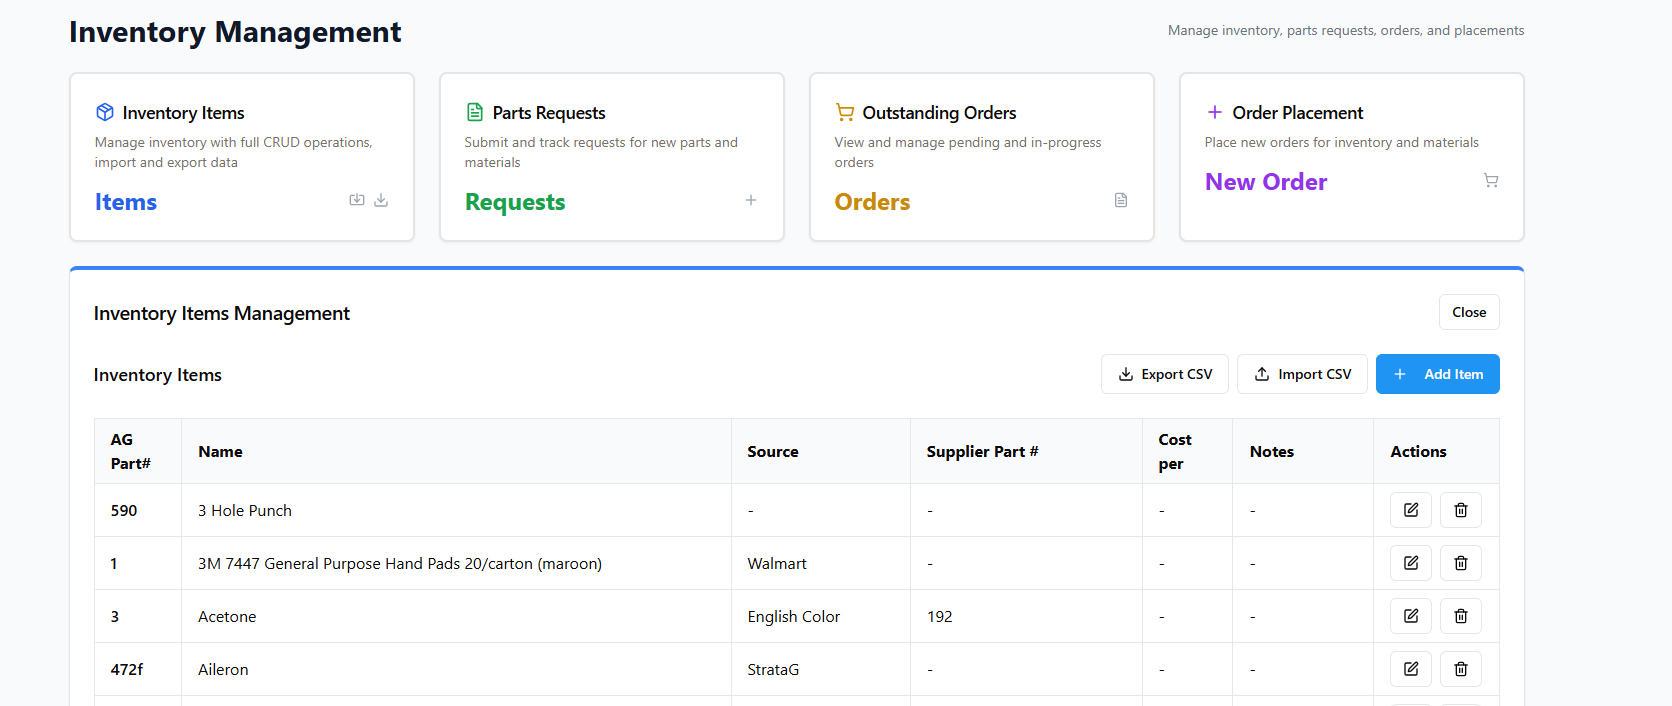 Inventory Management
Manage inventory, parts requests, orders, and placements
Inventory Items
Manage inventory with full CRUD operations,
import and export data
Items
Parts Requests
Submit and track requests for new parts and
materials
Requests
Outstanding Orders
View and manage pending and in-progress
orders
Orders
Order Placement
Place new orders for inventory and materials
New Order
Inventory Items Management
Close
Inventory Items
Export CSV
Import CSV
Add Item
AG
Part#
Name
Source
Supplier Part #
Cost
per
Notes
Actions
590 3 Hole Punch - - - -
1 3M 7447 General Purpose Hand Pads 20/carton (maroon) Walmart - - -
3 Acetone English Color 192 - -
472f Aileron StrataG - - -